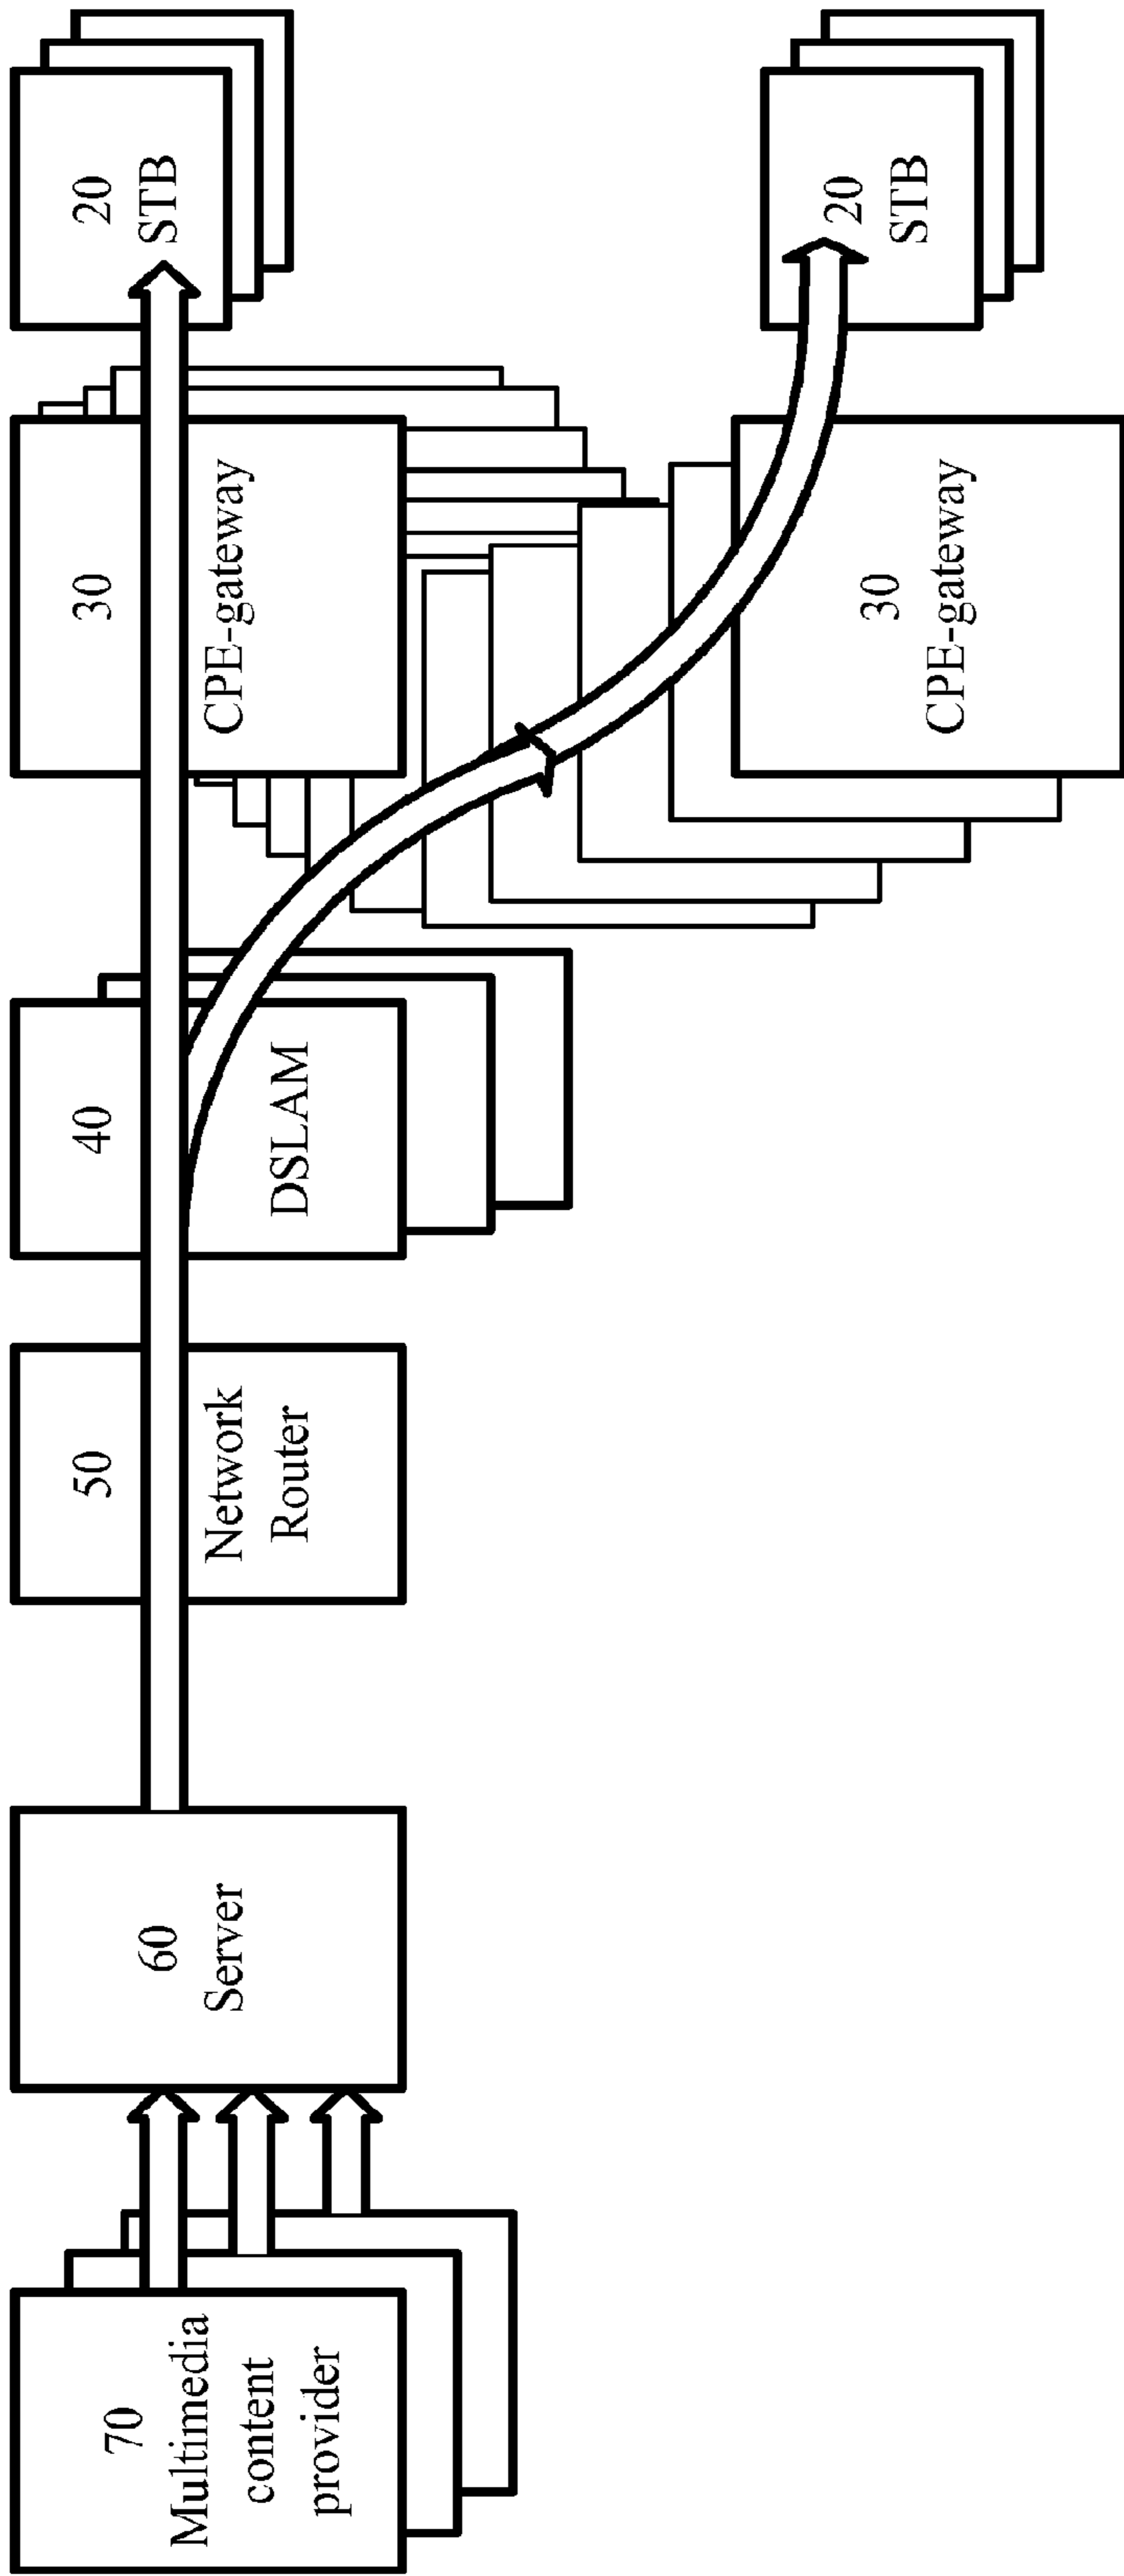 70
Multimedia
content
provider
60
Server
50
Network
Router
40
DSLAM
30
CPE-gateway
20
STB
30
CPE-gateway
20
STB